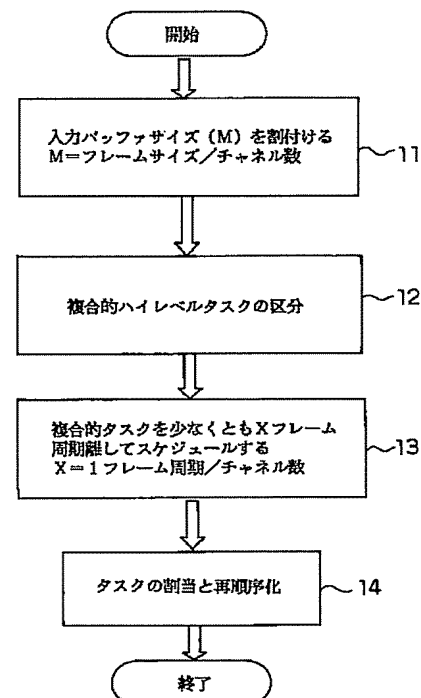 開始
入力バッファサイズ（M）を割付ける
M＝フレームサイズ／チャネル数
11
複合的ハイレベルタスクの区分
12
複合的タスクを少なくともXフレーム
周期離してスケジュールする
X＝1フレーム周期／チャネル数
13
タスクの割当と再順序化
14
終了